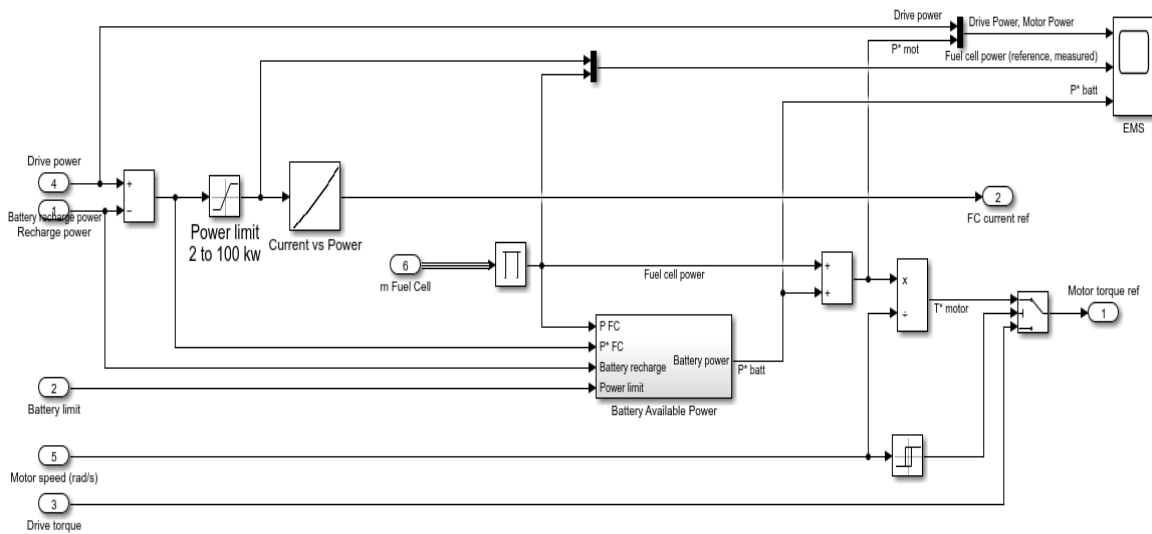 Drive power
Drive Power, Motor Power
P* mot
Fuel cell power (reference, measured)
P* batt
EMS
Drive power
4
+
−
1
Battery recharge power
Recharge power
Power limit
2 to 100 kw
Current vs Power
2
FC current ref
6
m Fuel Cell
Fuel cell power
+
+
x
÷
T* motor
Motor torque ref
1
P FC
P* FC
Battery recharge
Power limit
Battery power
P* batt
Battery Available Power
2
Battery limit
5
Motor speed (rad/s)
3
Drive torque